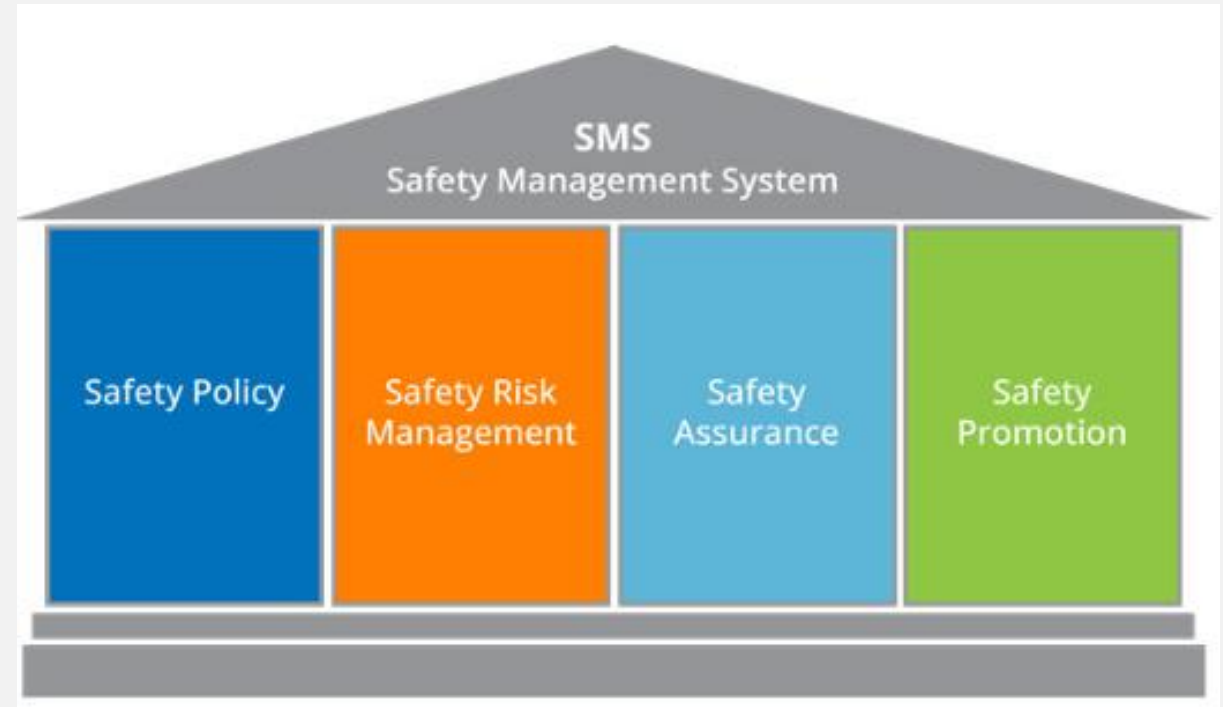 SMS
Safety Management System
Safety Policy
Safety Risk
Management
Safety
Assurance
Safety
Promotion